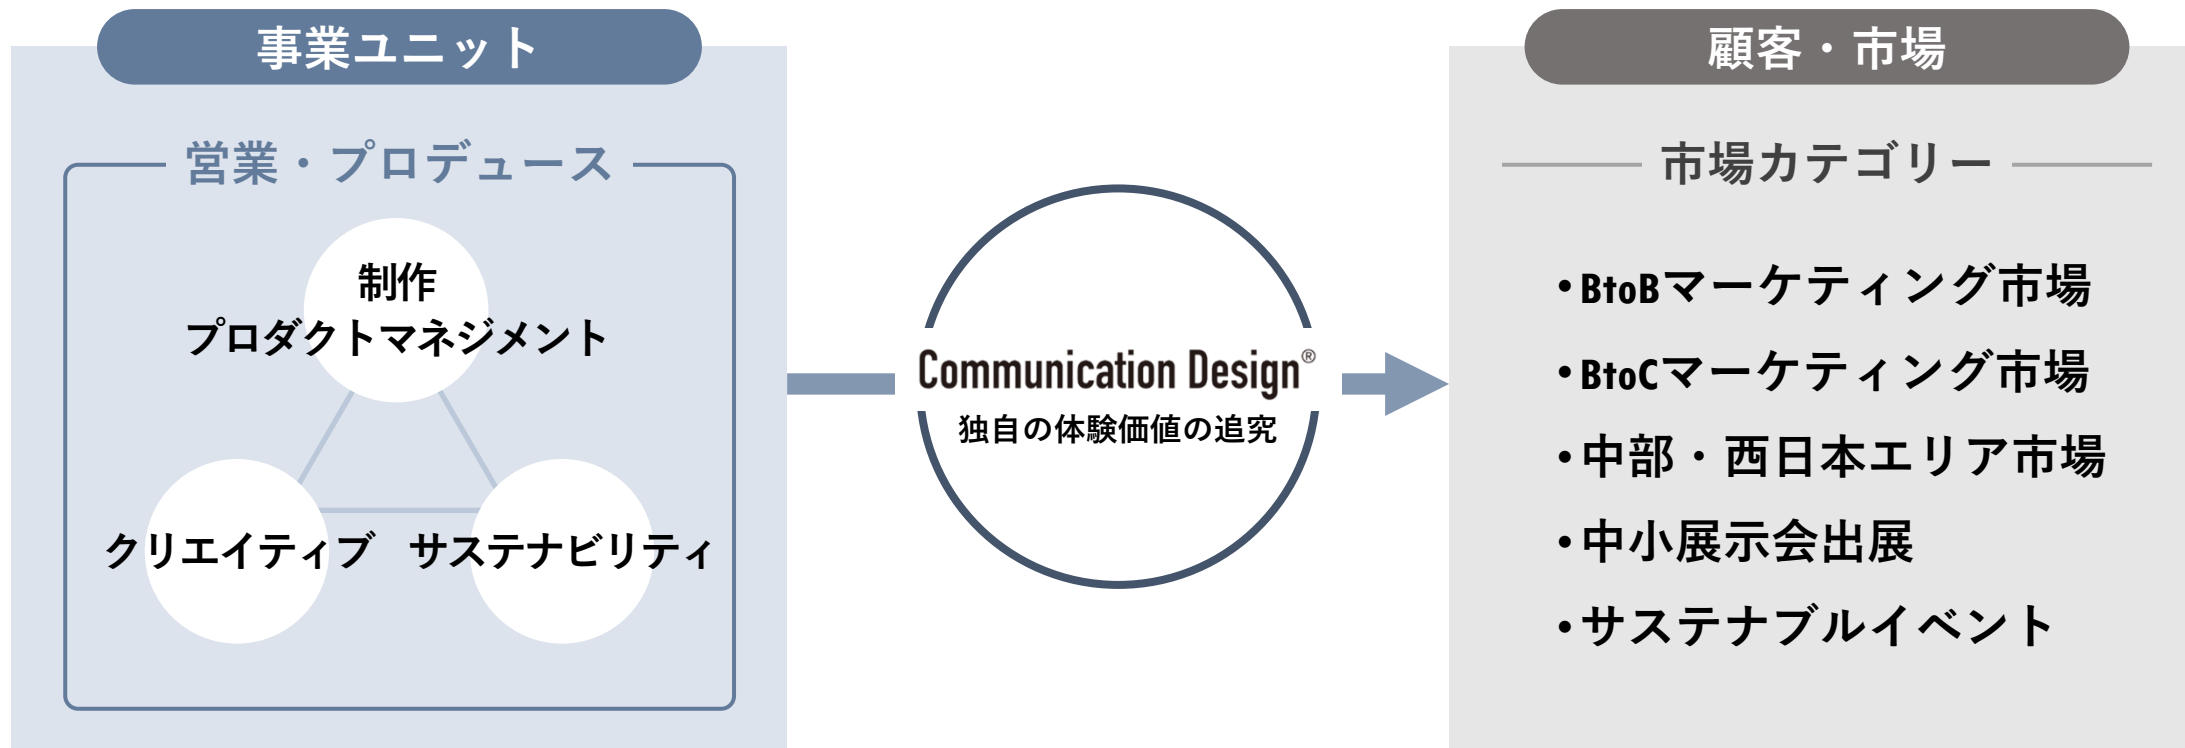 事業ユニット
営業・プロデュース
制作
プロダクトマネジメント
クリエイティブ
サステナビリティ
Communication Design®
独自の体験価値の追究
顧客・市場
市場カテゴリー
・BtoBマーケティング市場
・BtoCマーケティング市場
・中部・西日本エリア市場
・中小展示会出展
・サステナブルイベント